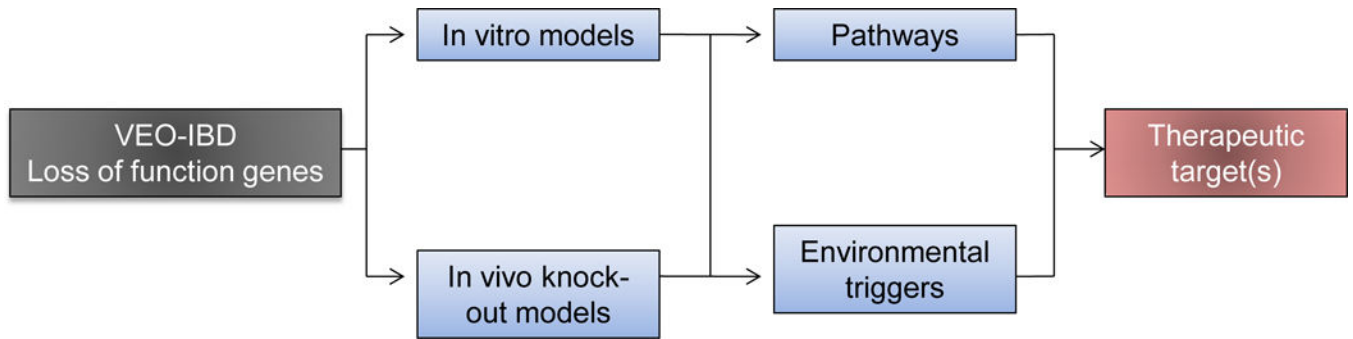 VEO-IBD
Loss of function genes
In vitro models
In vivo knock-
out models
Pathways
Environmental
triggers
Therapeutic
target(s)